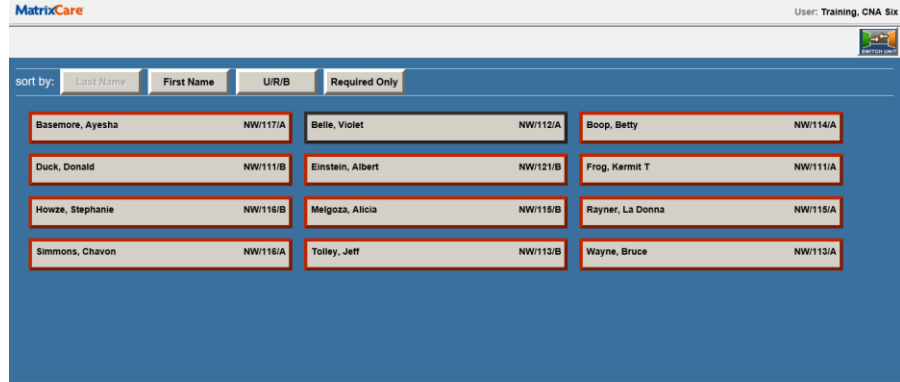 MatrixCare
User: Training, CNA Six
SWITCH UNIT
sort by: Last Name First Name U/R/B Required Only
Basemore, Ayesha NW/117/A Belle, Violet NW/112/A Boop, Betty NW/114/A
Duck, Donald NW/111/B Einstein, Albert NW/121/B Frog, Kermit T NW/111/A
Howze, Stephanie NW/116/B Melgoza, Alicia NW/115/B Rayner, La Donna NW/115/A
Simmons, Chavon NW/116/A Tolley, Jeff NW/113/B Wayne, Bruce NW/113/A